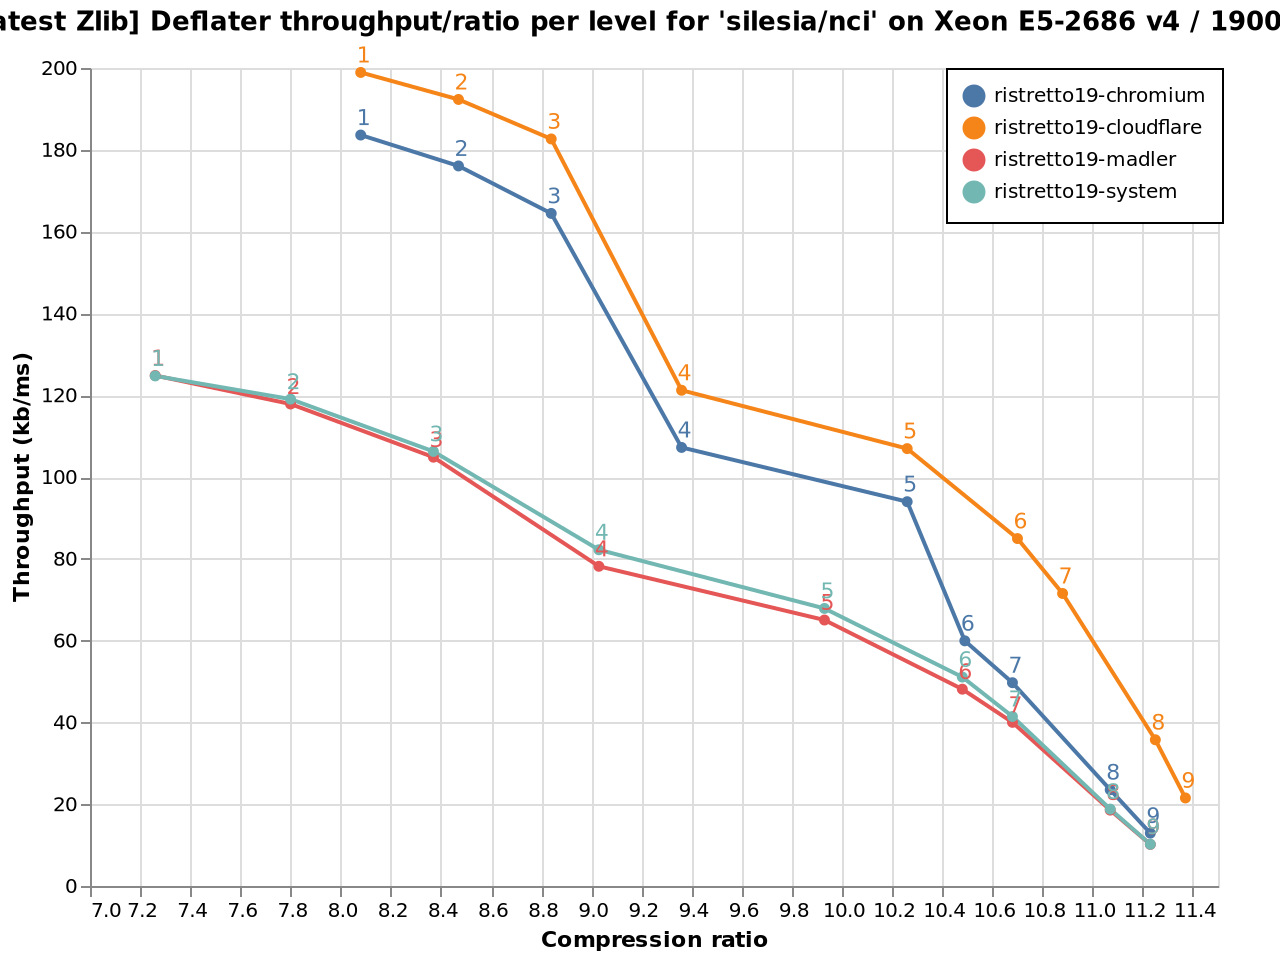 Zlib] Deflater throughput/ratio per level for 'silesia/nci' on Xeon E5-2686 v4 / 1900
ristretto19-chromium
ristretto19-cloudflare
ristretto19-madler
ristretto19-system
Throughput (kb/ms)
200
180
160
140
120
100
80
60
40
20
0
1 2 3 4 5 6 7 8 9
1 2 3 4 5 6 7 8 9
1 2 3 4 5 6 7 8 9
1 2 3 4 5 6 7 8 9
7.0 7.2 7.4 7.6 7.8 8.0 8.2 8.4 8.6 8.8 9.0 9.2 9.4 9.6 9.8 10.0 10.2 10.4 10.6 10.8 11.0 11.2 11.4
Compression ratio